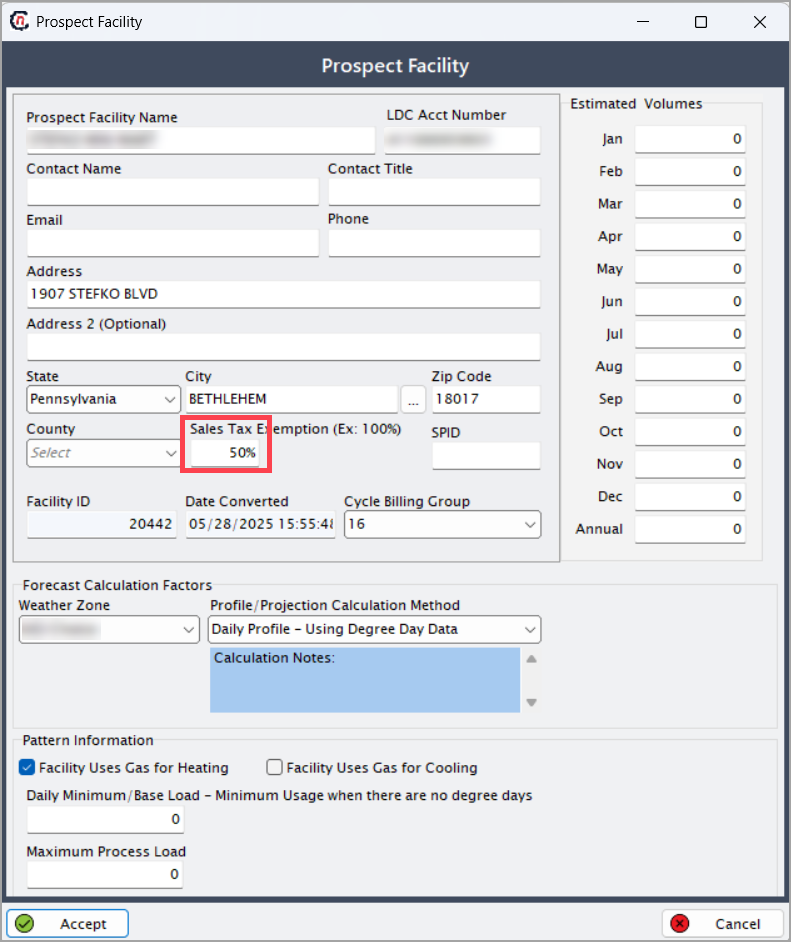 Prospect Facility
Prospect Facility
Prospect Facility Name
LDC Acct Number
Contact Name
Contact Title
Email
Phone
Address
1907 STEFKO BLVD
Address 2 (Optional)
State
City
Zip Code
Pennsylvania
BETHLEHEM
...
18017
County
Sales Tax Exemption (Ex: 100%)
SPID
Select
50%
Facility ID
Date Converted
Cycle Billing Group
20442
05/28/2025 15:55:48
16
Estimated Volumes
Jan 0
Feb 0
Mar 0
Apr 0
May 0
Jun 0
Jul 0
Aug 0
Sep 0
Oct 0
Nov 0
Dec 0
Annual 0
Forecast Calculation Factors
Weather Zone
Profile/Projection Calculation Method
Daily Profile - Using Degree Day Data
Calculation Notes:
Pattern Information
Facility Uses Gas for Heating
Facility Uses Gas for Cooling
Daily Minimum/Base Load - Minimum Usage when there are no degree days
0
Maximum Process Load
0
Accept
Cancel